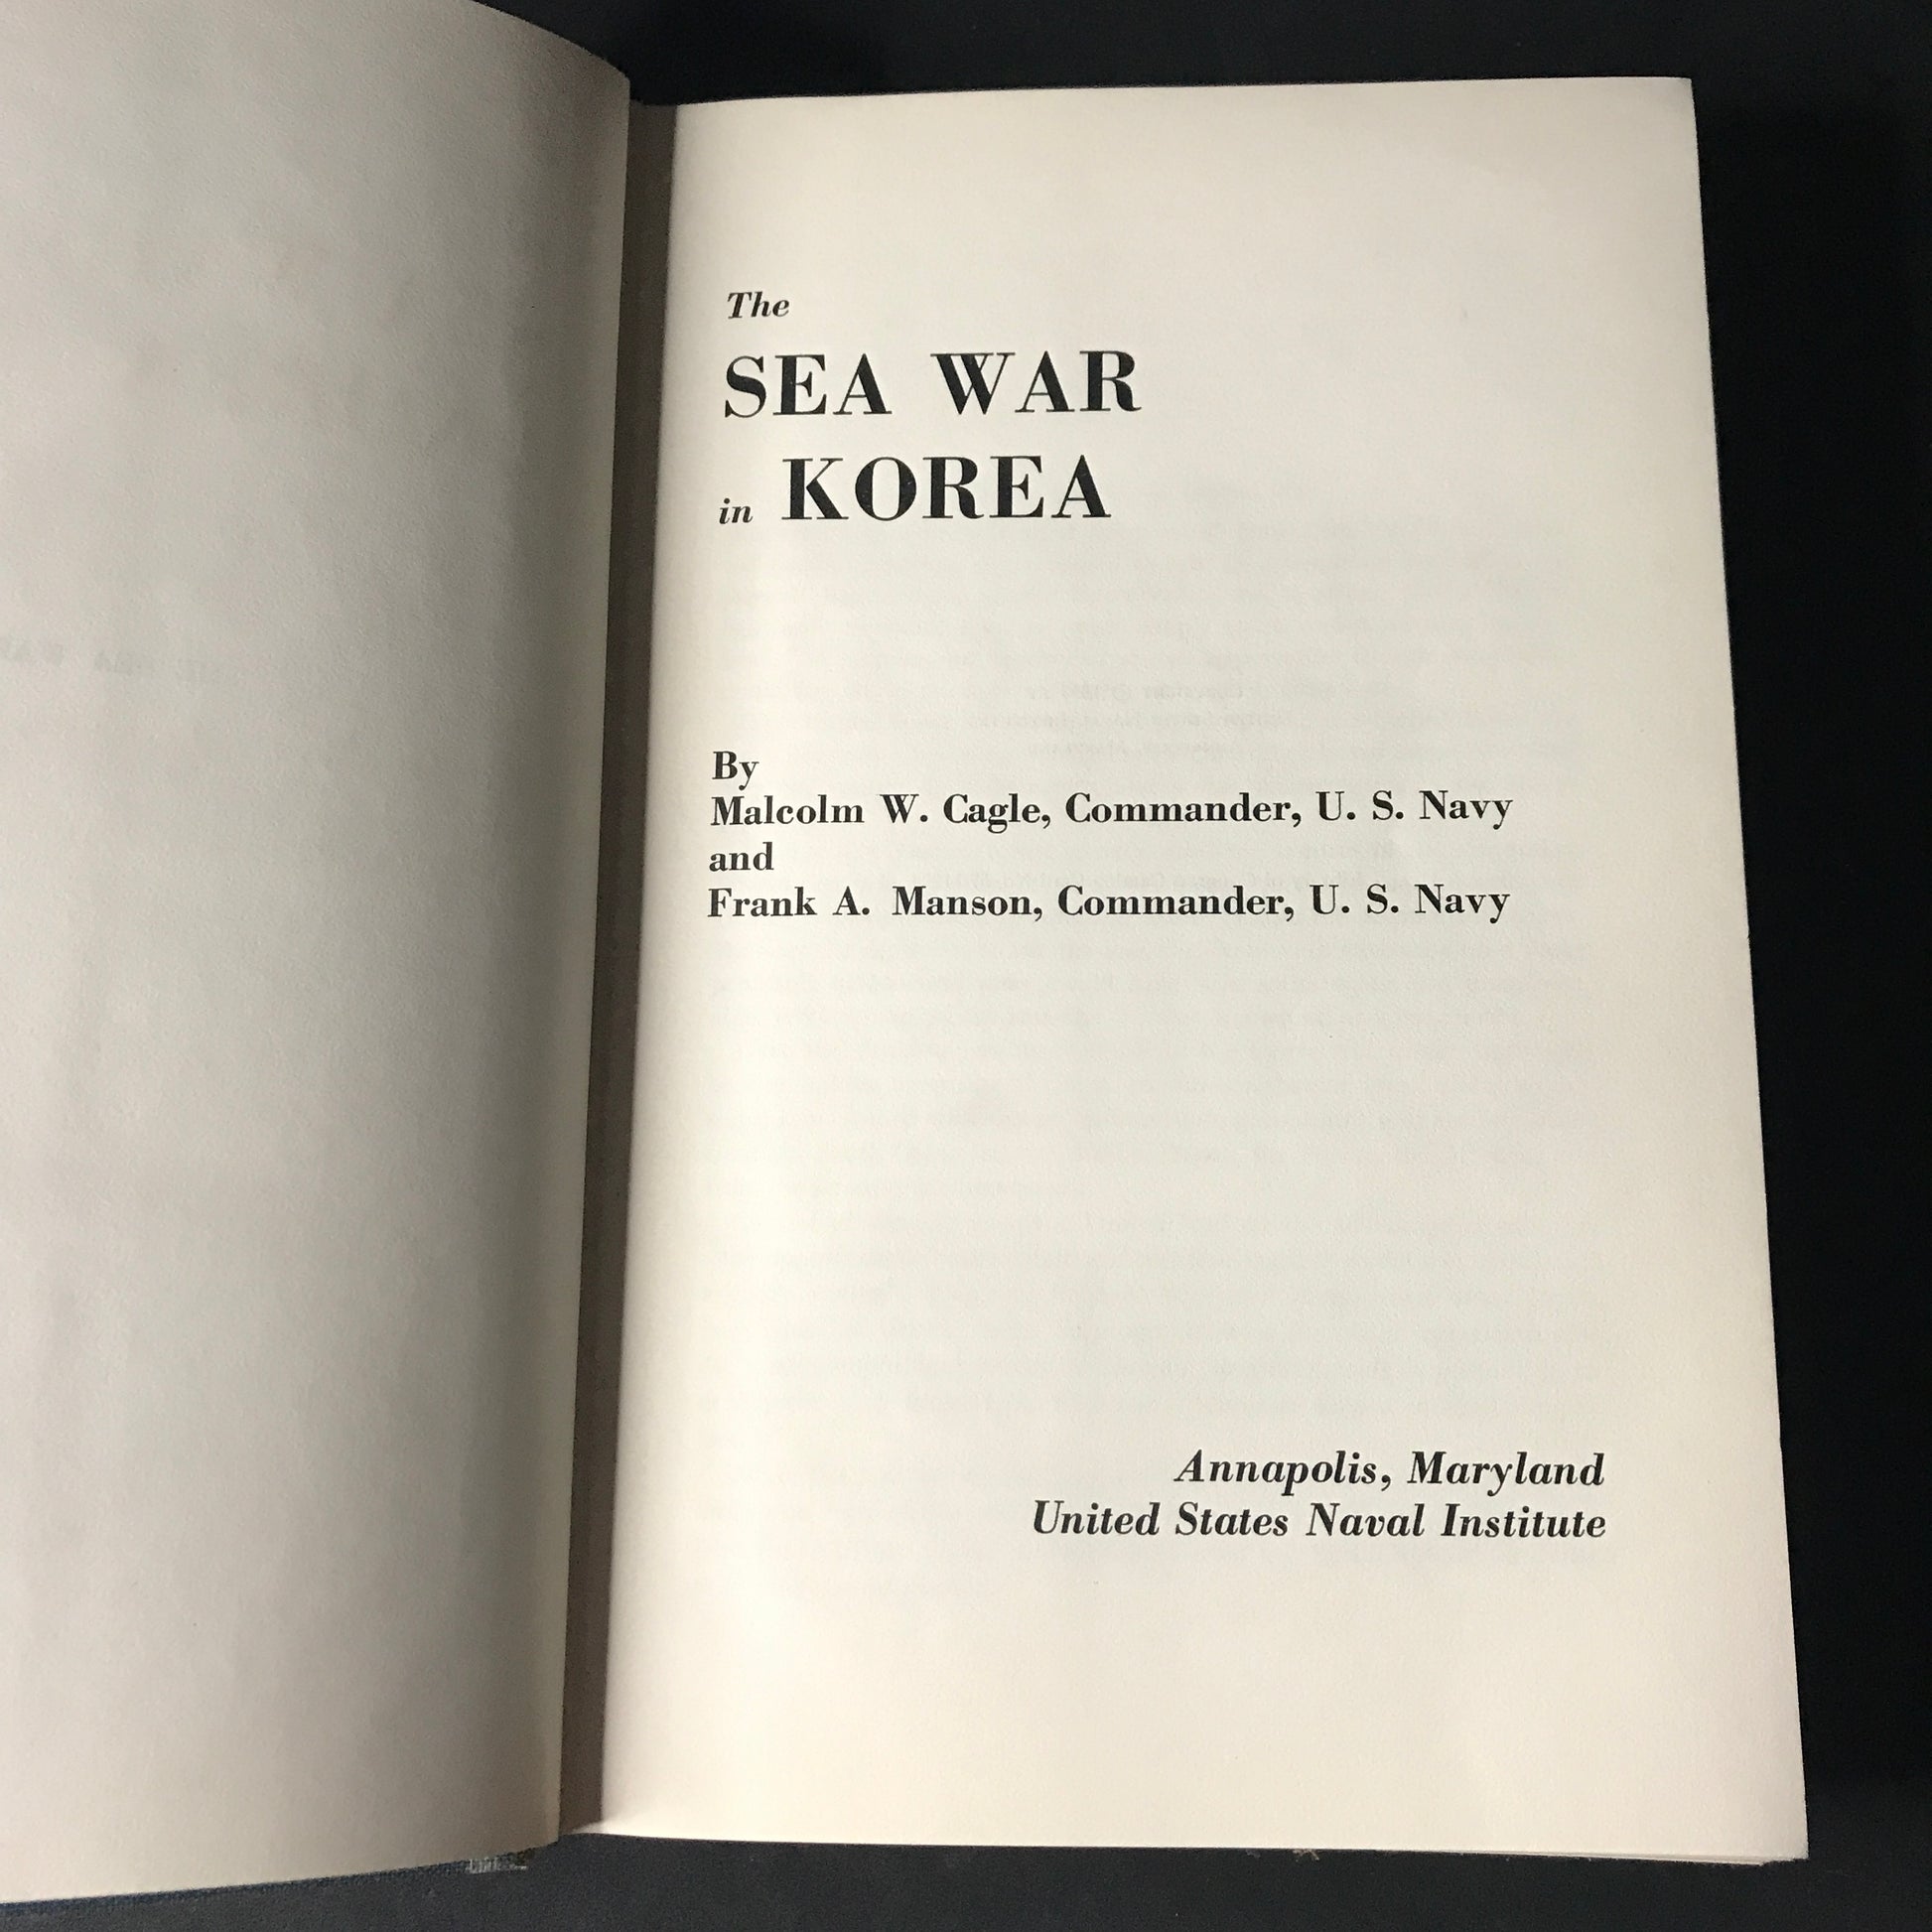 The
SEA WAR
in KOREA
By
Malcolm W. Cagle, Commander, U. S. Navy
and
Frank A. Manson, Commander, U. S. Navy
Annapolis, Maryland
United States Naval Institute